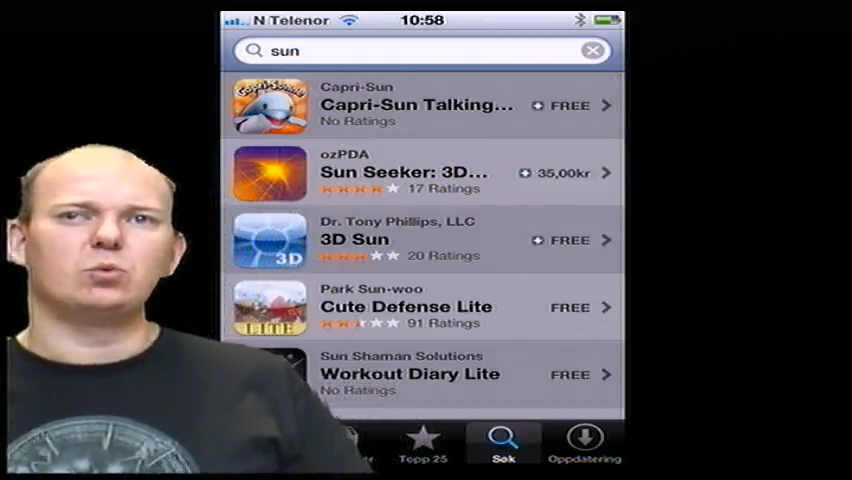 N Telenor 10:58
sun
Capri-Sun
Capri-Sun Talking... FREE
No Ratings
ozPDA
Sun Seeker: 3D... 35,00kr
17 Ratings
Dr. Tony Phillips, LLC
3D Sun FREE
3D
20 Ratings
Park Sun-woo
Cute Defense Lite FREE
LITE
91 Ratings
Sun Shaman Solutions
Workout Diary Lite FREE
No Ratings
Topp 25 Søk Oppdatering